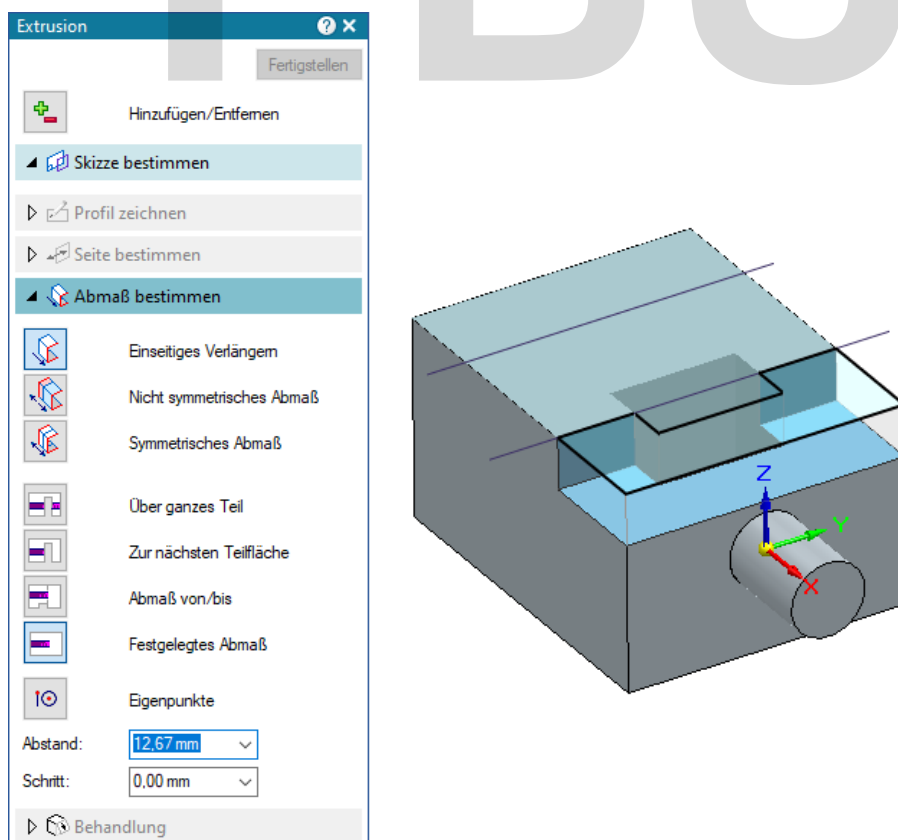 Extrusion
Fertigstellen
Hinzufügen/Entfernen
Skizze bestimmen
Profil zeichnen
Seite bestimmen
Abmaß bestimmen
Einseitiges Verlängern
Nicht symmetrisches Abmaß
Symmetrisches Abmaß
Über ganzes Teil
Zur nächsten Teilfläche
Abmaß von/bis
Festgelegtes Abmaß
Eigenpunkte
Abstand: 12,67 mm
Schritt: 0,00 mm
Behandlung
Z
Y
X